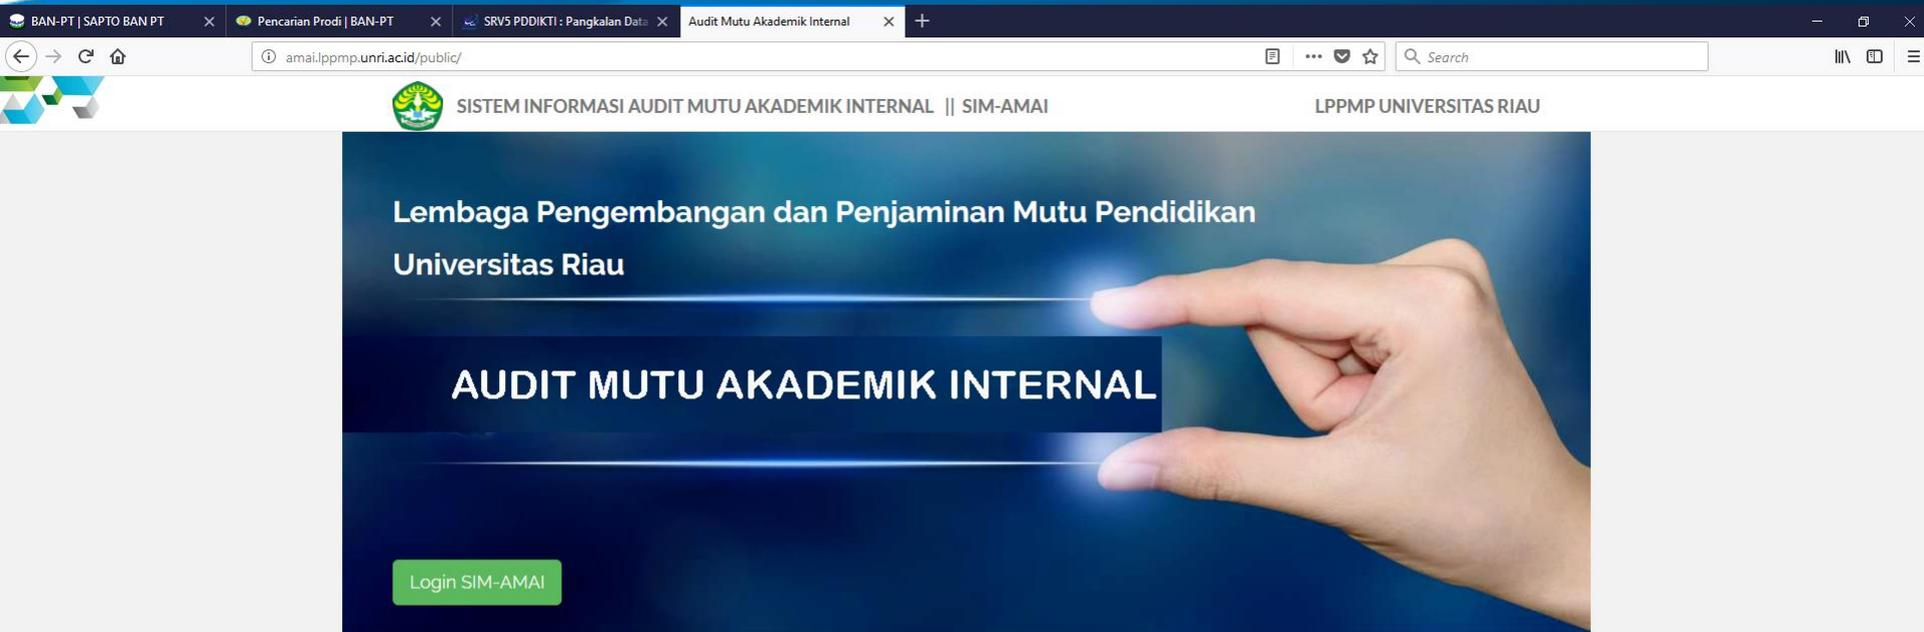 BAN-PT | SAPTO BAN PT
Pencarian Prodi | BAN-PT
SRV5 PDDIKTI : Pangkalan Data
Audit Mutu Akademik Internal
amai.lppmp.unri.ac.id/public/
Search
SISTEM INFORMASI AUDIT MUTU AKADEMIK INTERNAL || SIM-AMAI
LPPMP UNIVERSITAS RIAU
Lembaga Pengembangan dan Penjaminan Mutu Pendidikan
Universitas Riau
AUDIT MUTU AKADEMIK INTERNAL
Login SIM-AMAI